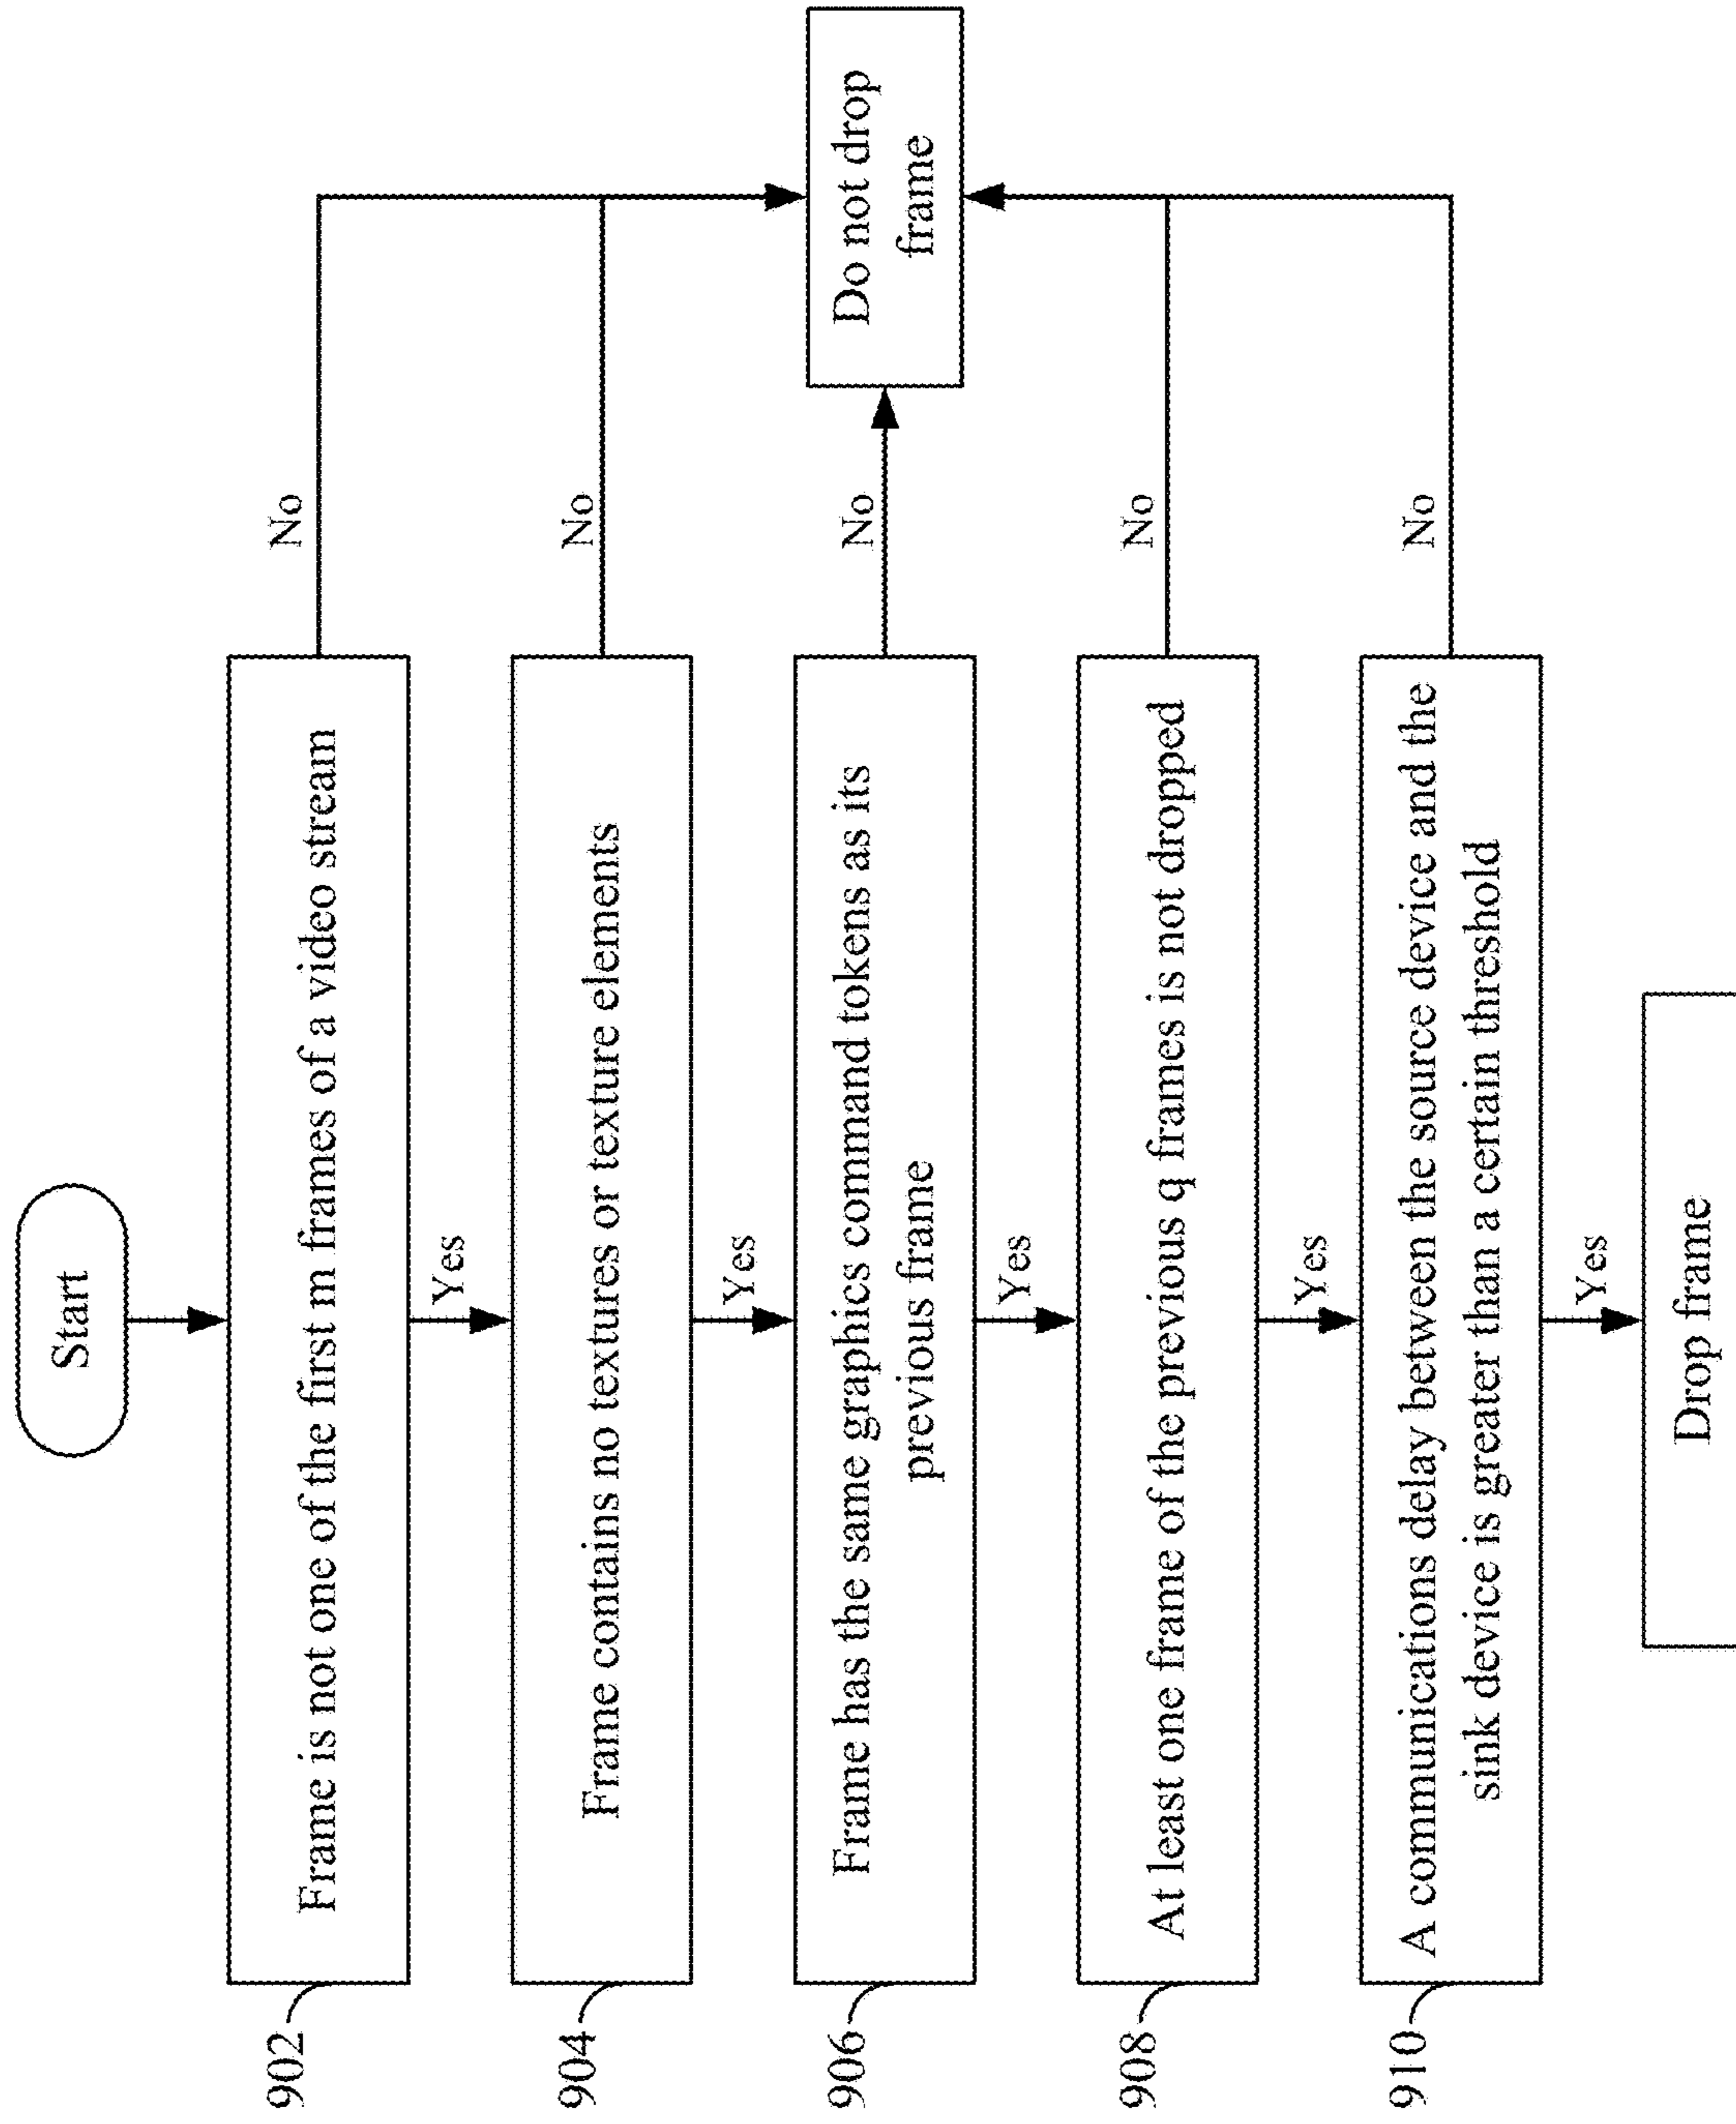 Start
902
Frame is not one of the first m frames of a video stream
No
Yes
904
Frame contains no textures or texture elements
No
Yes
906
Frame has the same graphics command tokens as its
previous frame
No
Do not drop
frame
Yes
908
At least one frame of the previous q frames is not dropped
No
Yes
910
A communications delay between the source device and the
sink device is greater than a certain threshold
No
Yes
Drop frame